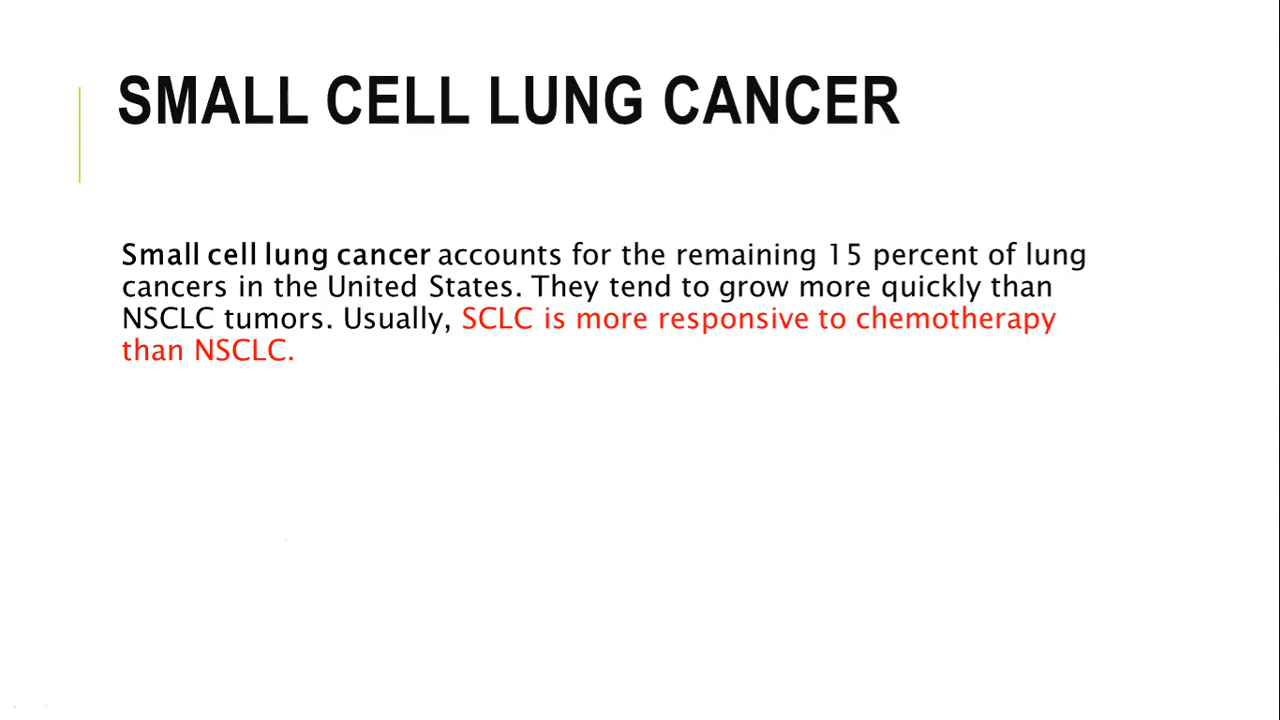 SMALL CELL LUNG CANCER
Small cell lung cancer accounts for the remaining 15 percent of lung
cancers in the United States. They tend to grow more quickly than
NSCLC tumors. Usually, SCLC is more responsive to chemotherapy
than NSCLC.